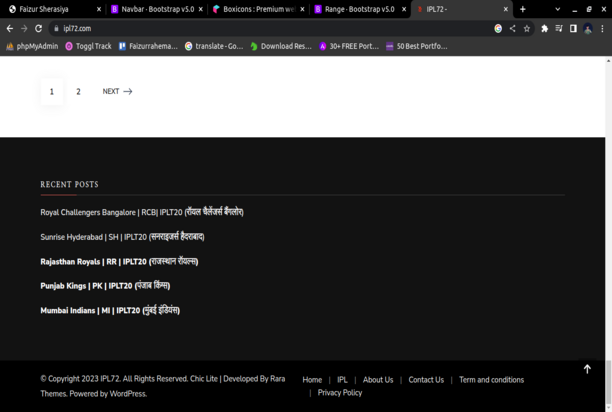 Faizur Sherasiya
Navbar · Bootstrap v5.0
Boxicons : Premium we
Range · Bootstrap v5.0
IPL72 -
ipl72.com
phpMyAdmin
Toggl Track
Faizurrahema...
translate - Go...
Download Res...
30+ FREE Port...
50 Best Portfo...
1 2 NEXT
RECENT POSTS
Royal Challengers Bangalore | RCB| IPLT20 (रॉयल चैलेंजर्स बैंगलोर)
Sunrise Hyderabad | SH | IPLT20 (सनराइजर्स हैदराबाद)
Rajasthan Royals | RR | IPLT20 (राजस्थान रॉयल्स)
Punjab Kings | PK | IPLT20 (पंजाब किंग्स)
Mumbai Indians | MI | IPLT20 (मुंबई इंडियंस)
© Copyright 2023 IPL72. All Rights Reserved. Chic Lite | Developed By Rara
Themes. Powered by WordPress.
Home | IPL | About Us | Contact Us | Term and conditions
| Privacy Policy